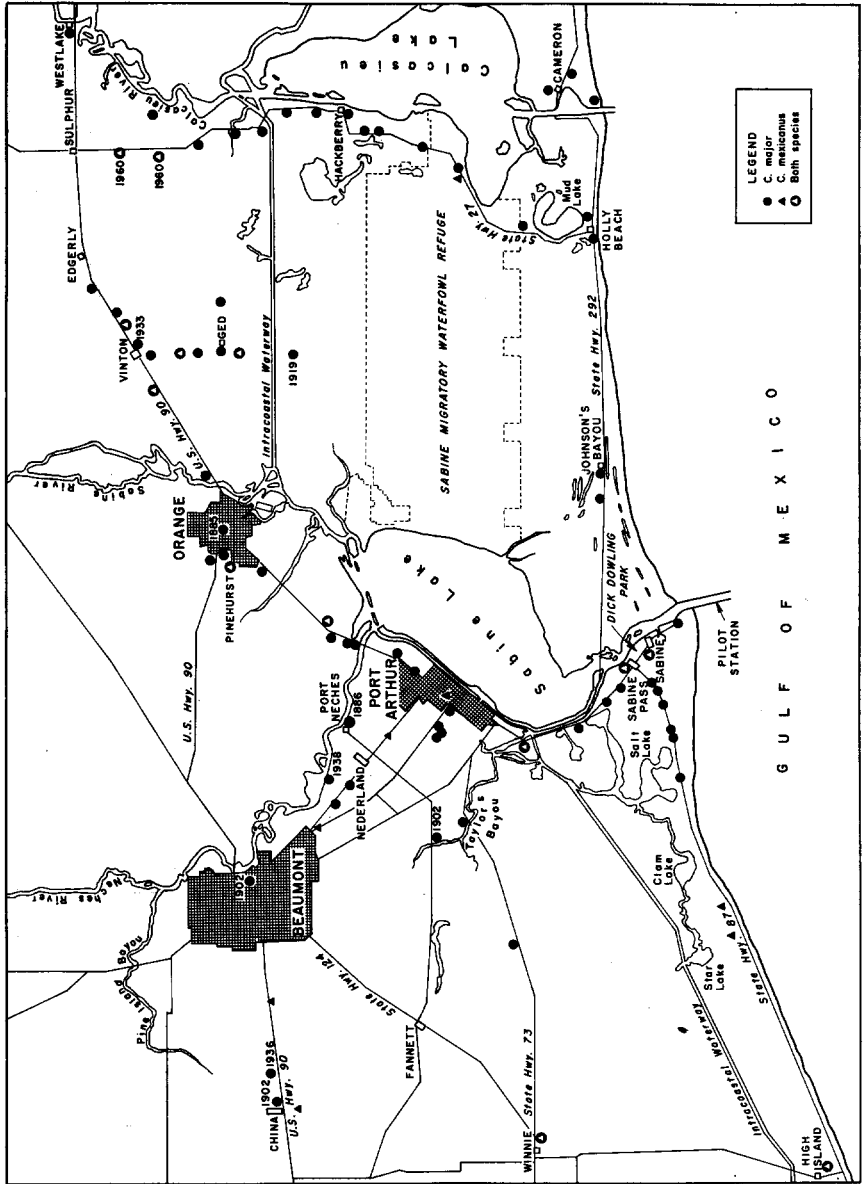 LEGEND
C. major
C. mexicanus
Both species
WESTLAKE
SULPHUR
Calcasieu River
1960
1960
EDGERLY
VINTON
1933
GED
1919
U.S. Hwy. 90
Intracoastal Waterway
Calcasieu
Lake
HACKBERRY
CAMERON
State Hwy. 27
Mud
Lake
HOLLY
BEACH
SABINE MIGRATORY WATERFOWL REFUGE
State Hwy. 292
JOHNSON'S
BAYOU
Sabine
River
ORANGE
1885
PINEHURST
U.S. Hwy. 90
Sabine Lake
DICK DOWLING
PARK
PILOT
STATION
SABINE
SABINE
PASS
Salt
Lake
PORT
NECHES
1886
PORT
ARTHUR
1938
NEDERLAND
1902
Taylors
Bayou
Neches River
1902
BEAUMONT
Pine Island Bayou
State Hwy. 124
FANNETT
1902
1936
CHINA
U.S. Hwy. 90
WINNIE
State Hwy. 73
Clam
Lake
Star
Lake
State Hwy. 87
Intracoastal Waterway
HIGH
ISLAND
GULF OF MEXICO